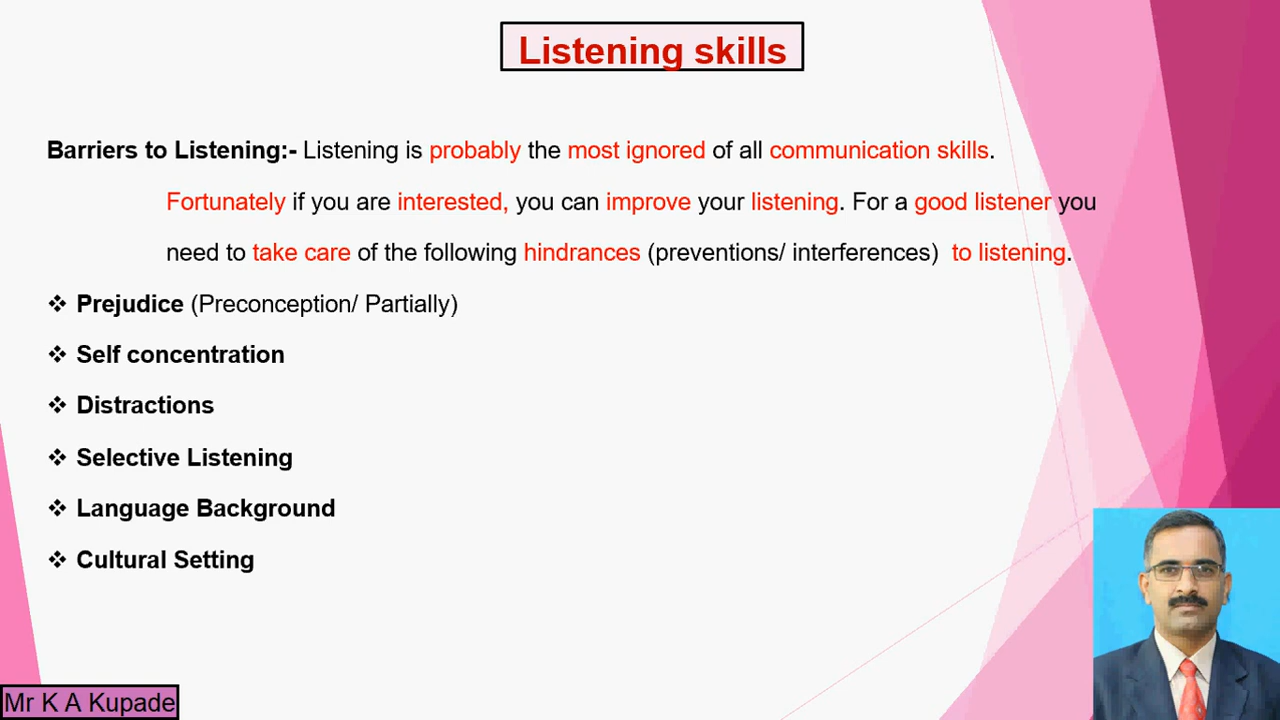 Listening skills
Barriers to Listening:- Listening is probably the most ignored of all communication skills.
Fortunately if you are interested, you can improve your listening. For a good listener you
need to take care of the following hindrances (preventions/ interferences) to listening.
❖ Prejudice (Preconception/ Partially)
❖ Self concentration
❖ Distractions
❖ Selective Listening
❖ Language Background
❖ Cultural Setting
Mr K A Kupade